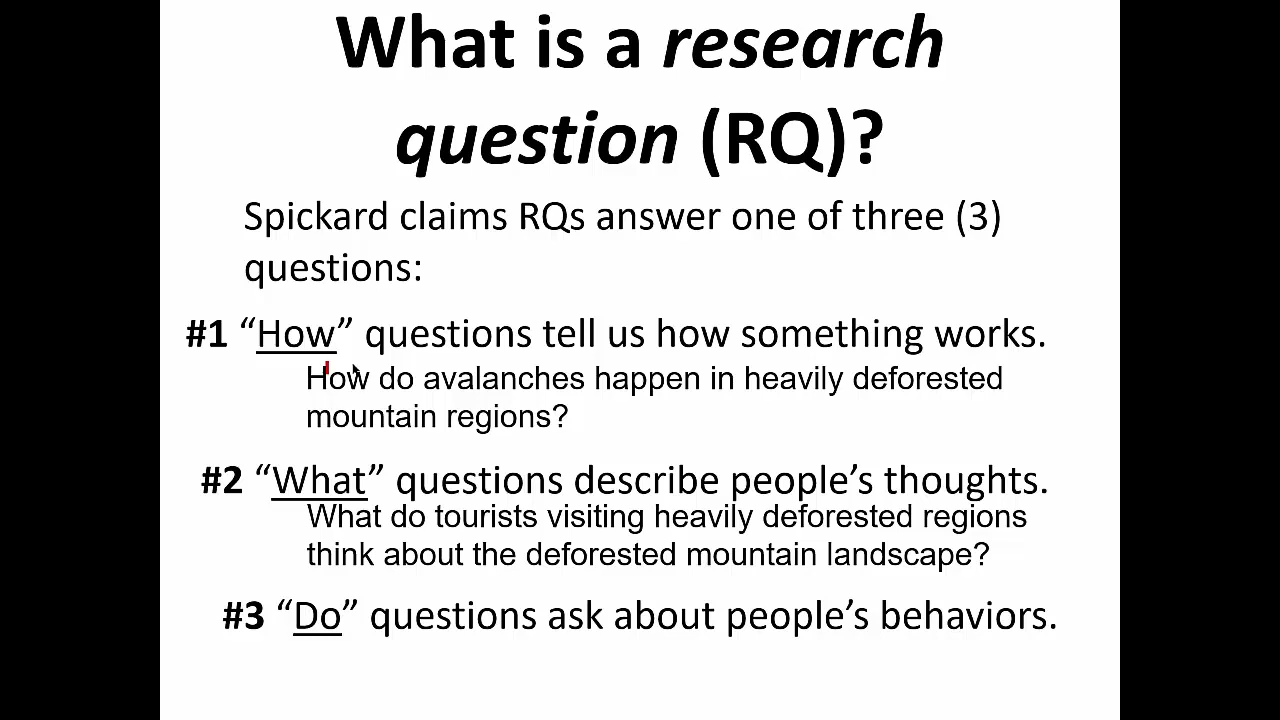 What is a research
question (RQ)?
Spickard claims RQs answer one of three (3)
questions:
#1 “How” questions tell us how something works.
How do avalanches happen in heavily deforested
mountain regions?
#2 “What” questions describe people’s thoughts.
What do tourists visiting heavily deforested regions
think about the deforested mountain landscape?
#3 “Do” questions ask about people’s behaviors.